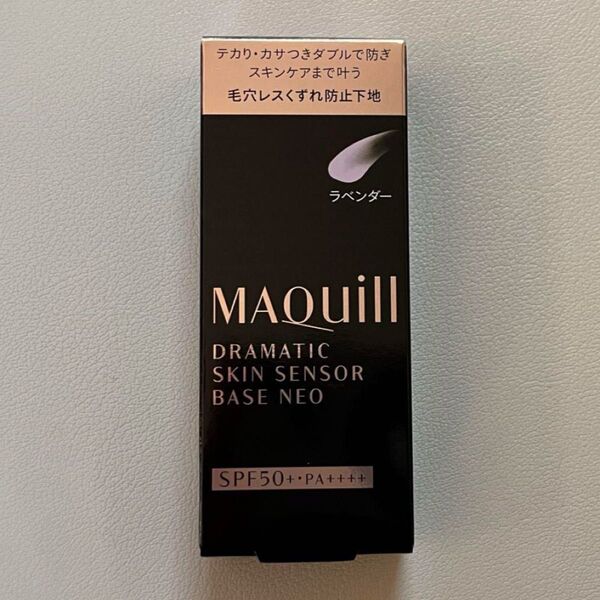 テカリ・カサつきダブルで防ぎ
スキンケアまで叶う
毛穴レスくずれ防止下地
ラベンダー
MAQuill
DRAMATIC
SKIN SENSOR
BASE NEO
SPF50+・PA++++